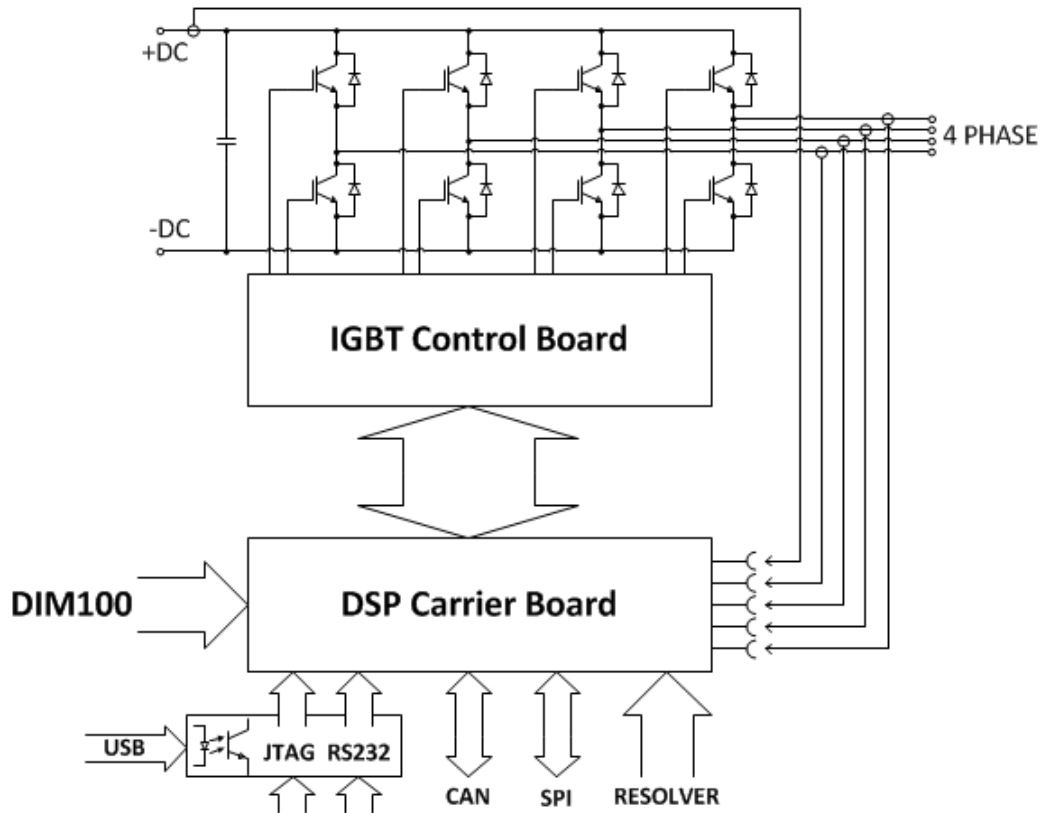 +DC
4 PHASE
-DC
IGBT Control Board
DIM100
DSP Carrier Board
USB
JTAG RS232
CAN SPI RESOLVER